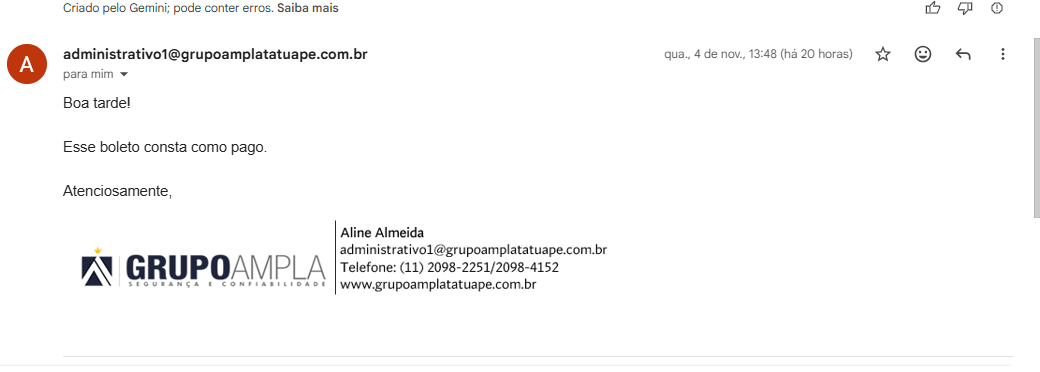 Criado pelo Gemini; pode conter erros. Saiba mais
A
administrativo1@grupoamplatatuape.com.br
qua., 4 de nov., 13:48 (há 20 horas)
para mim
Boa tarde!
Esse boleto consta como pago.
Atenciosamente,
GRUPOAMPLA
SEGURANÇA E CONFIABILIDADE
Aline Almeida
administrativo1@grupoamplatatuape.com.br
Telefone: (11) 2098-2251/2098-4152
www.grupoamplatatuape.com.br